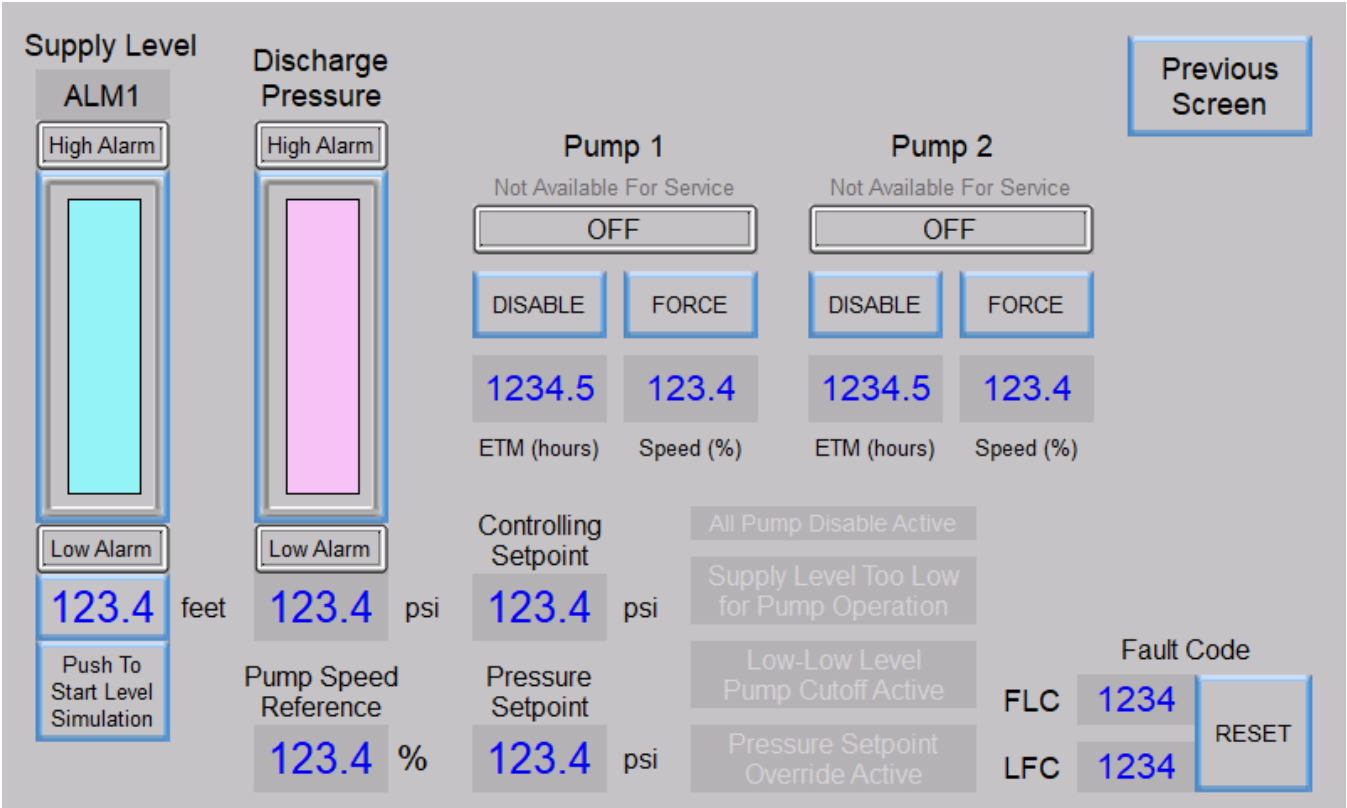 Supply Level
ALM1
High Alarm
Low Alarm
123.4 feet
Push To
Start Level
Simulation
Discharge
Pressure
High Alarm
Low Alarm
123.4 psi
Pump Speed
Reference
123.4 %
Pump 1
Not Available For Service
OFF
DISABLE FORCE
1234.5 123.4
ETM (hours) Speed (%)
Pump 2
Not Available For Service
OFF
DISABLE FORCE
1234.5 123.4
ETM (hours) Speed (%)
Previous
Screen
Controlling
Setpoint
123.4 psi
Pressure
Setpoint
123.4 psi
All Pump Disable Active
Supply Level Too Low
for Pump Operation
Low-Low Level
Pump Cutoff Active
Pressure Setpoint
Override Active
Fault Code
FLC 1234
LFC 1234
RESET